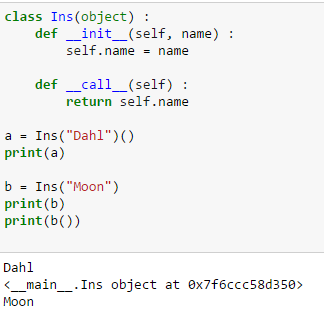 class Ins(object) :
    def __init__(self, name) :
        self.name = name
    def __call__(self) :
        return self.name
a = Ins("Dahl")()
print(a)
b = Ins("Moon")
print(b)
print(b())
Dahl
<__main__.Ins object at 0x7f6ccc58d350>
Moon